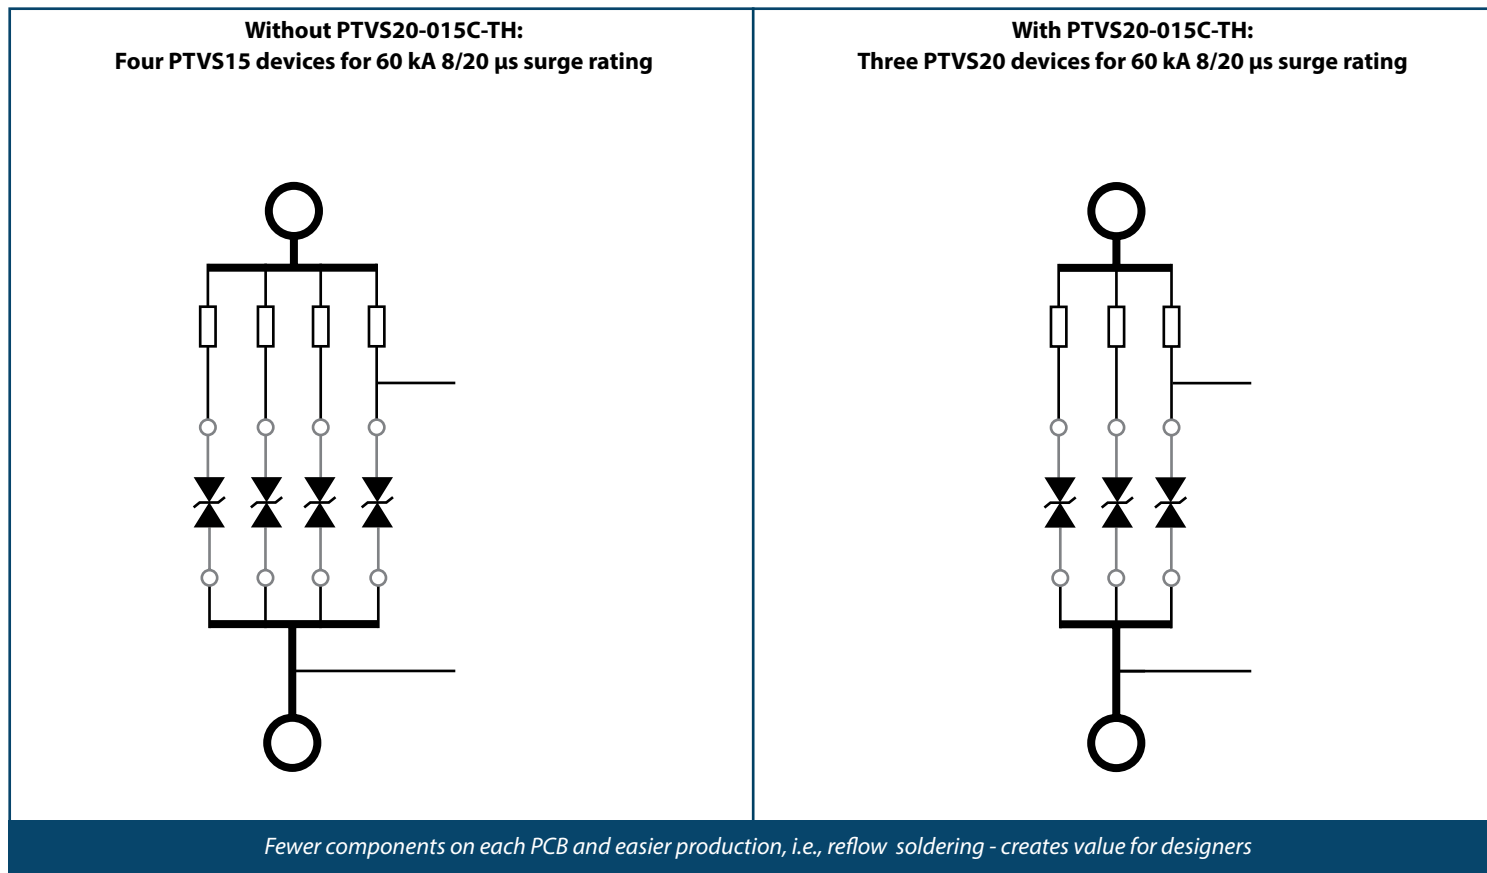 Without PTVS20-015C-TH:
Four PTVS15 devices for 60 kA 8/20 µs surge rating
With PTVS20-015C-TH:
Three PTVS20 devices for 60 kA 8/20 µs surge rating
Fewer components on each PCB and easier production, i.e., reflow soldering - creates value for designers